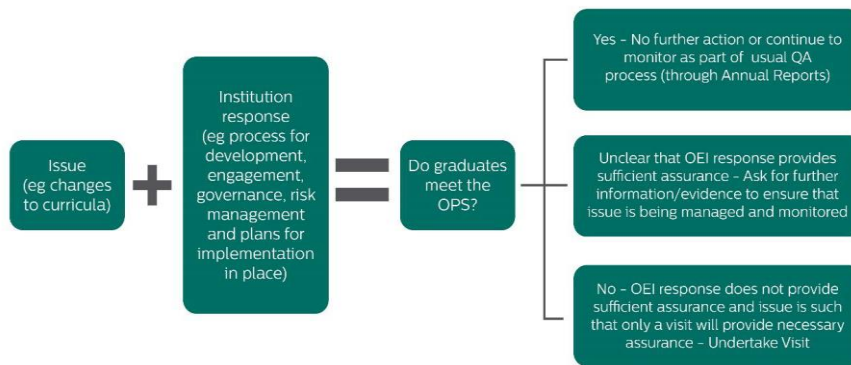 Issue
(eg changes
to curricula)
+
Institution
response
(eg process for
development,
engagement,
governance, risk
management
and plans for
implementation
in place)
=
Do graduates
meet the
OPS?
Yes – No further action or continue to
monitor as part of usual QA
process (through Annual Reports)
Unclear that OEI response provides
sufficient assurance – Ask for further
information/evidence to ensure that
issue is being managed and monitored
No – OEI response does not provide
sufficient assurance and issue is such
that only a visit will provide necessary
assurance – Undertake Visit